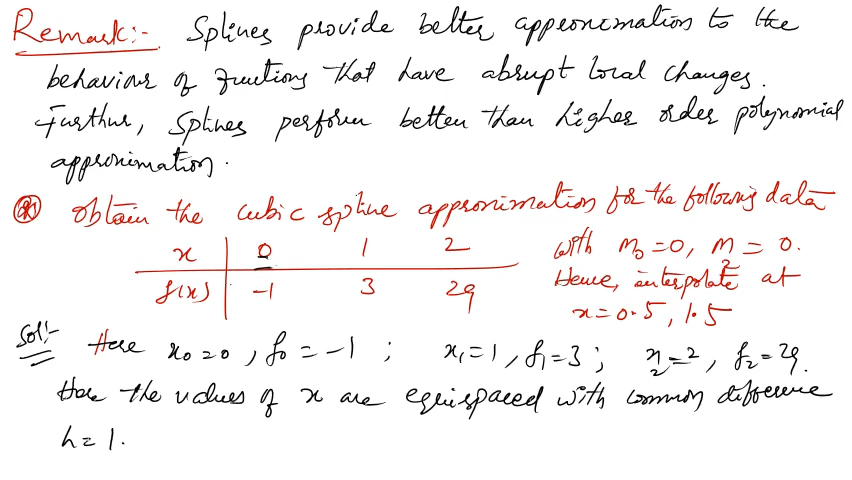 Remark:- Splines provide better approximation to the
behaviour of functions that have abrupt local changes.
Further, splines perform better than higher order polynomial
approximation.
Obtain the cubic spline approximation for the following data
x | 0 1 2 with M0 = 0, M2 = 0.
f(x) | -1 3 29 Hence, interpolate at
x = 0.5, 1.5
Sol:- Here x0 = 0, f0 = -1 ; x1 = 1, f1 = 3 ; x2 = 2, f2 = 29.
Here the values of x are equispaced with common difference
h = 1.